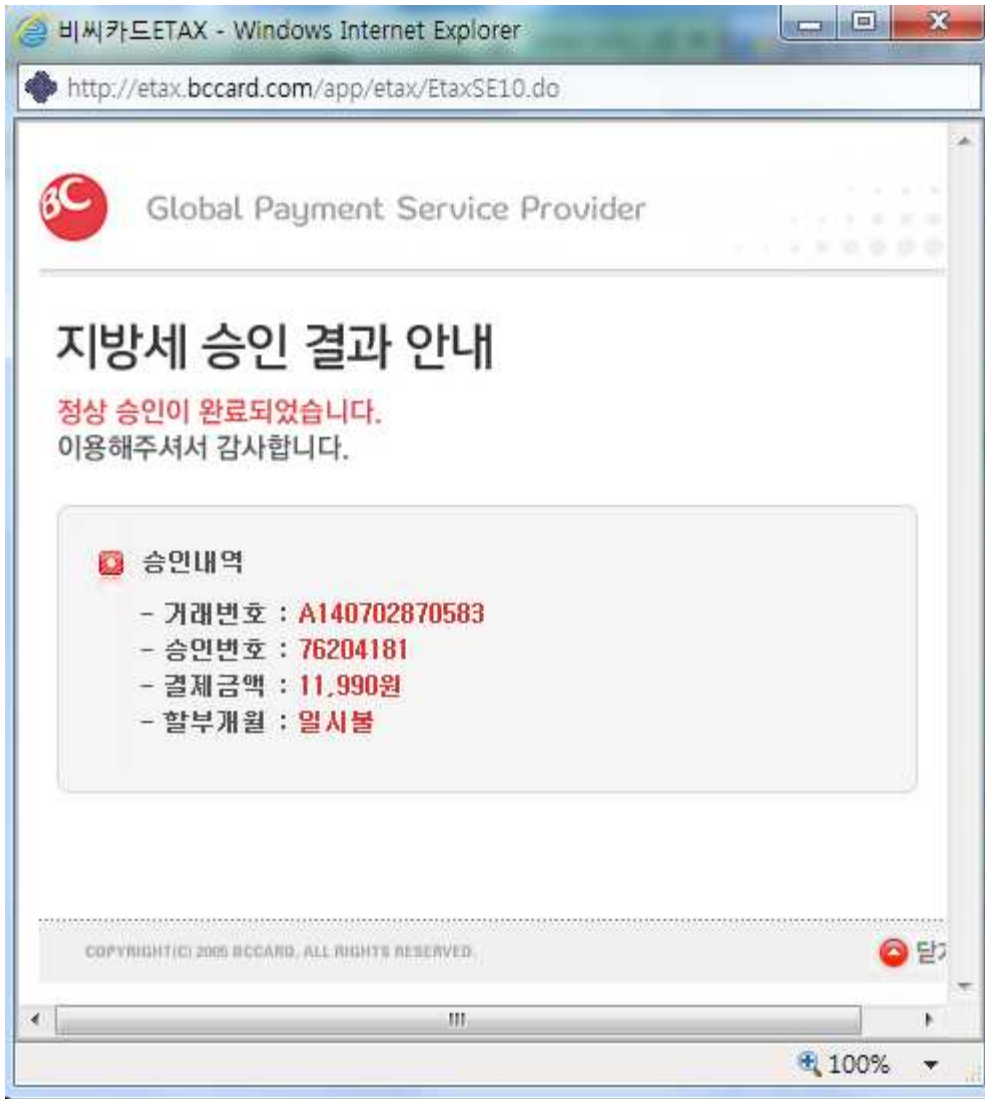 비씨카드ETAX - Windows Internet Explorer
http://etax.bccard.com/app/etax/EtaxSE10.do
BC Global Payment Service Provider
지방세 승인 결과 안내
정상 승인이 완료되었습니다.
이용해주셔서 감사합니다.
승인내역
- 거래번호 : A140702870583
- 승인번호 : 76204181
- 결제금액 : 11,990원
- 할부개월 : 일시불
COPYRIGHT(C) 2005 BCCARD, ALL RIGHTS RESERVED.
닫
100%